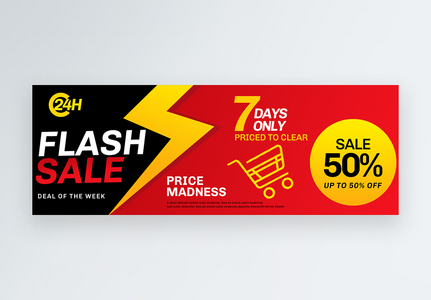 24H
FLASH
SALE
DEAL OF THE WEEK
PRICE
MADNESS
7 DAYS
ONLY
PRICED TO CLEAR
SALE
50%
UP TO 50% OFF